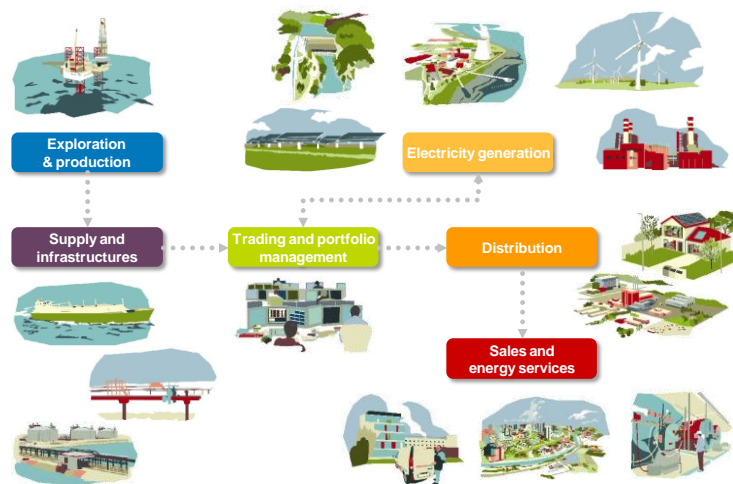 Exploration
& production
Electricity generation
Supply and
infrastructures
Trading and portfolio
management
Distribution
Sales and
energy services